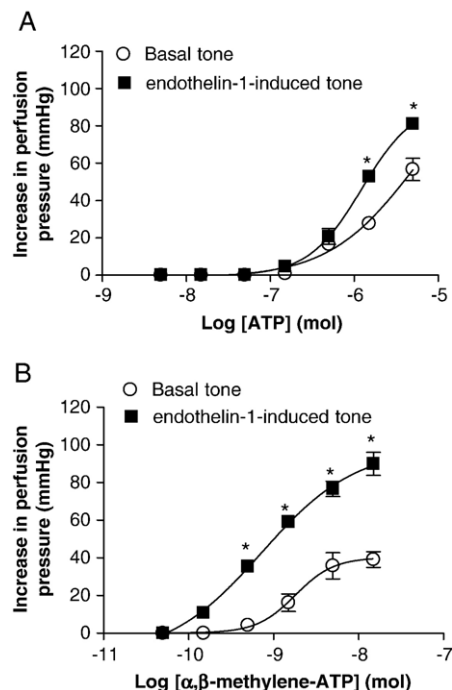 A
Basal tone
endothelin-1-induced tone
Increase in perfusion
pressure (mmHg)
120
100
80
60
40
20
0
* *
-9 -8 -7 -6 -5
Log [ATP] (mol)
B
Basal tone
endothelin-1-induced tone
Increase in perfusion
pressure (mmHg)
120
100
80
60
40
20
0
* * * *
-11 -10 -9 -8 -7
Log [α,β-methylene-ATP] (mol)